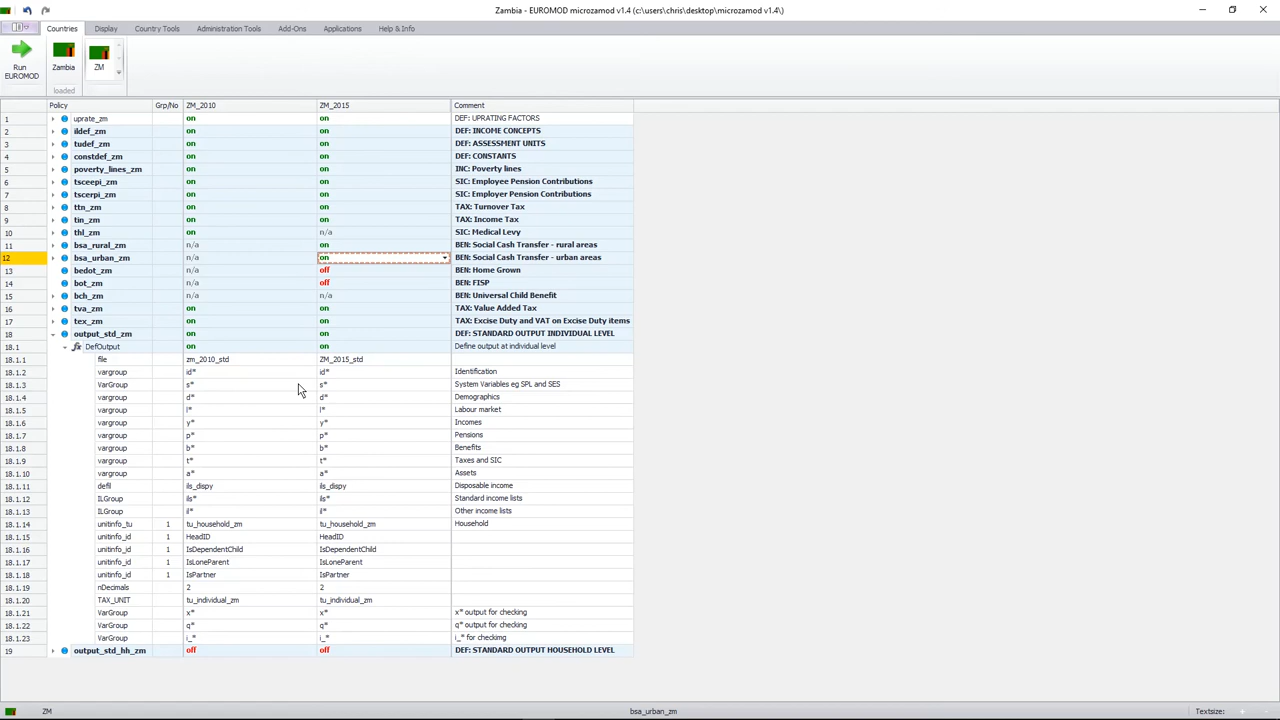 Zambia - EUROMOD microzamod v1.4 (c:\users\chris\desktop\microzamod v1.4\)
Countries Display Country Tools Administration Tools Add-Ons Applications Help & Info
Run EUROMOD
Zambia
ZM
loaded
Policy Grp/No ZM_2010 ZM_2015 Comment
1 uprate_zm on on DEF: UPRATING FACTORS
2 ildef_zm on on DEF: INCOME CONCEPTS
3 tudef_zm on on DEF: ASSESSMENT UNITS
4 constdef_zm on on DEF: CONSTANTS
5 poverty_lines_zm on on INC: Poverty lines
6 tsceepi_zm on on SIC: Employee Pension Contributions
7 tscerpi_zm on on SIC: Employer Pension Contributions
8 ttn_zm on on TAX: Turnover Tax
9 tin_zm on on TAX: Income Tax
10 thl_zm on n/a SIC: Medical Levy
11 bsa_rural_zm n/a on BEN: Social Cash Transfer - rural areas
12 bsa_urban_zm n/a on BEN: Social Cash Transfer - urban areas
13 bedot_zm n/a off BEN: Home Grown
14 bot_zm n/a off BEN: FISP
15 bch_zm n/a n/a BEN: Universal Child Benefit
16 tva_zm on on TAX: Value Added Tax
17 tex_zm on on TAX: Excise Duty and VAT on Excise Duty items
18 output_std_zm on on DEF: STANDARD OUTPUT INDIVIDUAL LEVEL
18.1 fx DefOutput on on Define output at individual level
18.1.1 file zm_2010_std ZM_2015_std
18.1.2 vargroup id* id* Identification
18.1.3 VarGroup s* s* System Variables eg SPL and SES
18.1.4 vargroup d* d* Demographics
18.1.5 vargroup l* l* Labour market
18.1.6 vargroup y* y* Incomes
18.1.7 vargroup p* p* Pensions
18.1.8 vargroup b* b* Benefits
18.1.9 vargroup t* t* Taxes and SIC
18.1.10 vargroup a* a* Assets
18.1.11 defil ils_dispy ils_dispy Disposable income
18.1.12 ILGroup ils* ils* Standard income lists
18.1.13 ILGroup il* il* Other income lists
18.1.14 unitinfo_tu 1 tu_household_zm tu_household_zm Household
18.1.15 unitinfo_id 1 HeadID HeadID
18.1.16 unitinfo_id 1 IsDependentChild IsDependentChild
18.1.17 unitinfo_id 1 IsLoneParent IsLoneParent
18.1.18 unitinfo_id 1 IsPartner IsPartner
18.1.19 nDecimals 2 2
18.1.20 TAX_UNIT tu_individual_zm tu_individual_zm
18.1.21 VarGroup x* x* x* output for checking
18.1.22 VarGroup q* q* q* output for checking
18.1.23 VarGroup i_* i_* i_* for checkimg
19 output_std_hh_zm off off DEF: STANDARD OUTPUT HOUSEHOLD LEVEL
ZM bsa_urban_zm Textsize: